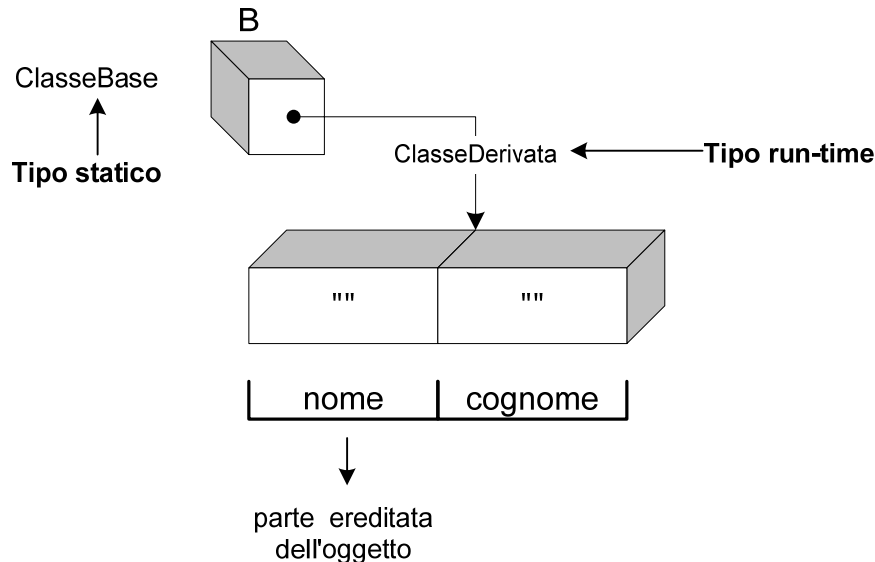 B
ClasseBase
Tipo statico
ClasseDerivata
Tipo run-time
"" ""
nome cognome
parte ereditata
dell'oggetto